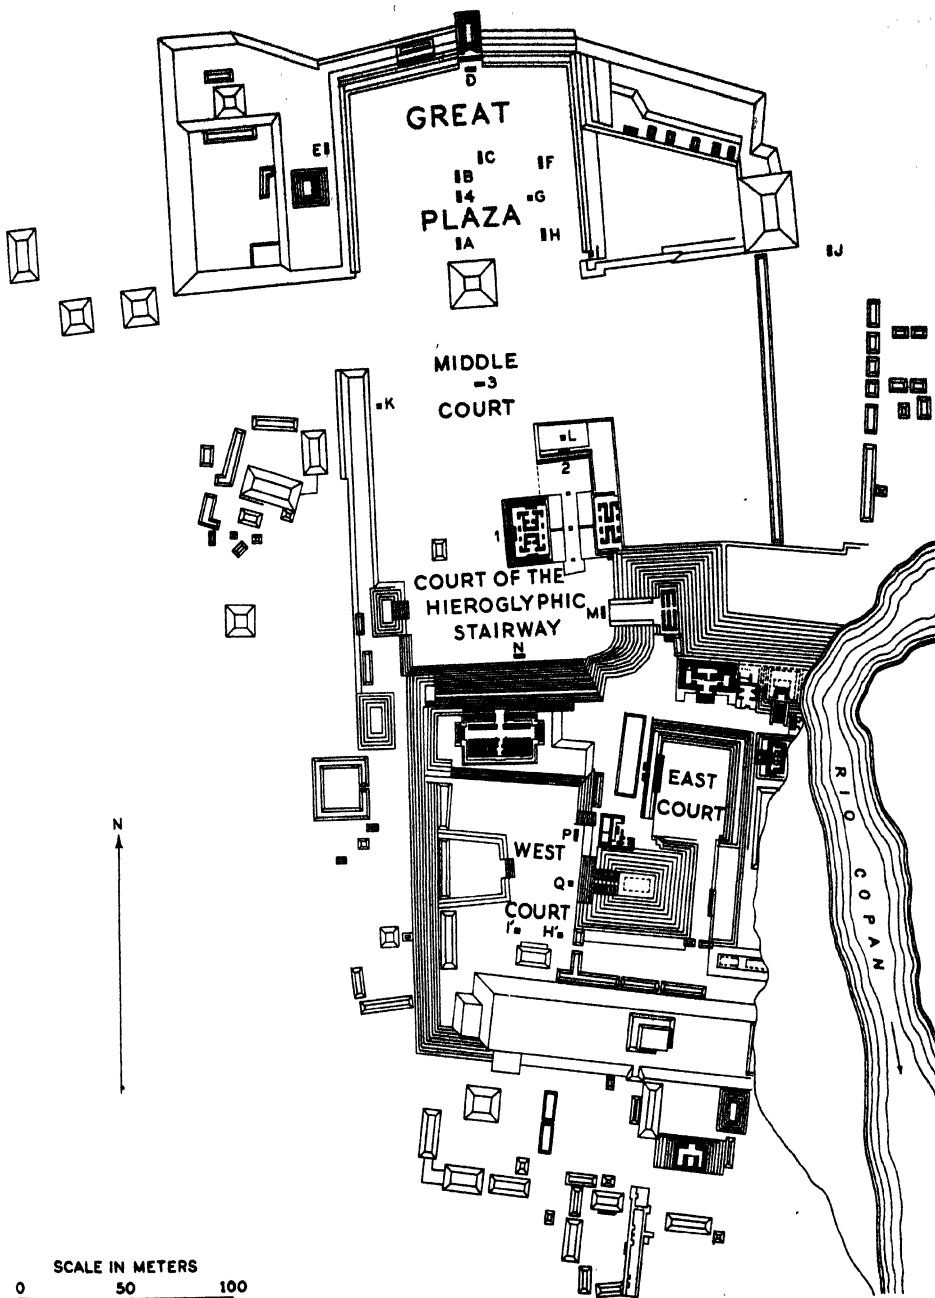 D
GREAT
E
C
F
B
4
G
PLAZA
H
A
I
J
MIDDLE
3
COURT
K
L
2
1
COURT OF THE
HIEROGLYPHIC
M
STAIRWAY
N
EAST
COURT
N
P
WEST
Q
COURT
I'
H'
RIO COPAN
SCALE IN METERS
0 50 100